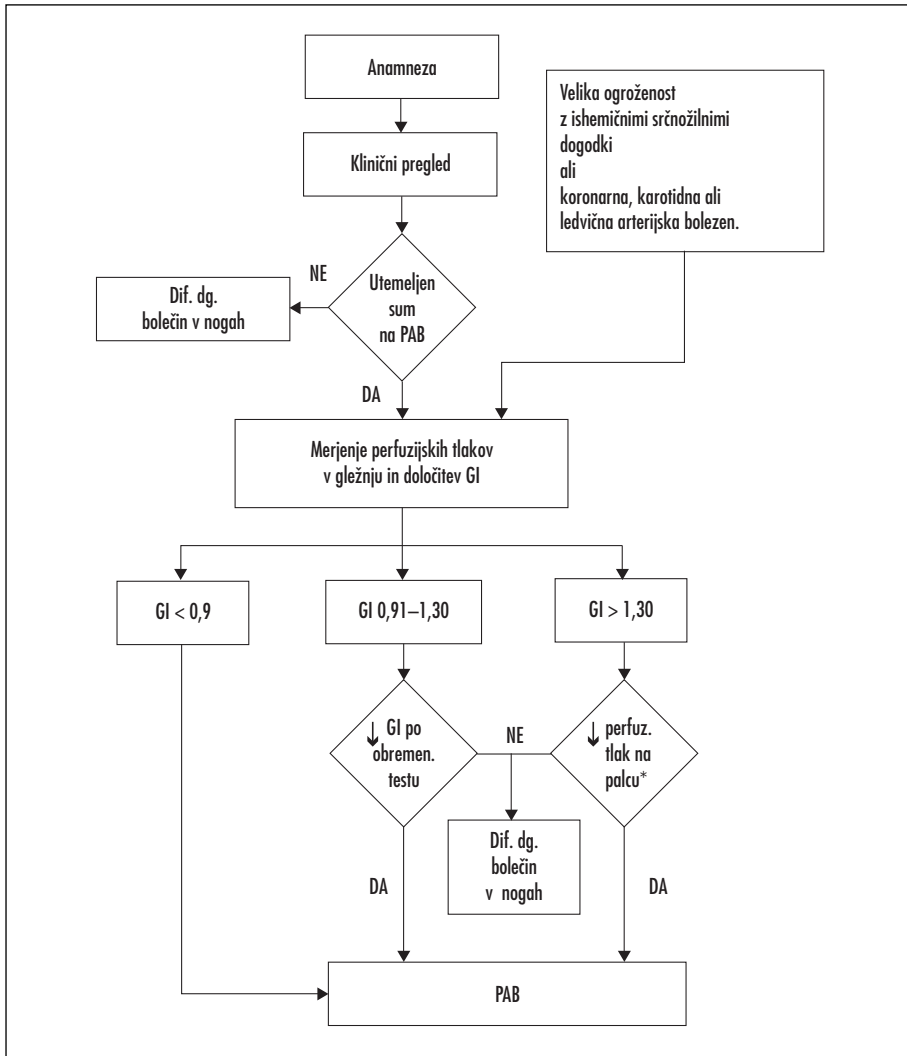 Anamneza
Velika ogroženost
z ishemičnimi srčnožilnimi
dogodki
ali
koronarna, karotidna ali
ledvična arterijska bolezen.
Klinični pregled
NE
Utemeljen
sum
na PAB
Dif. dg.
bolečin v nogah
DA
Merjenje perfuzijskih tlakov
v gležnju in določitev GI
GI < 0,9
GI 0,91–1,30
GI > 1,30
↓ GI po
obremen.
testu
NE
↓ perfuz.
tlak na
palcu*
Dif. dg.
bolečin
v nogah
DA
DA
PAB